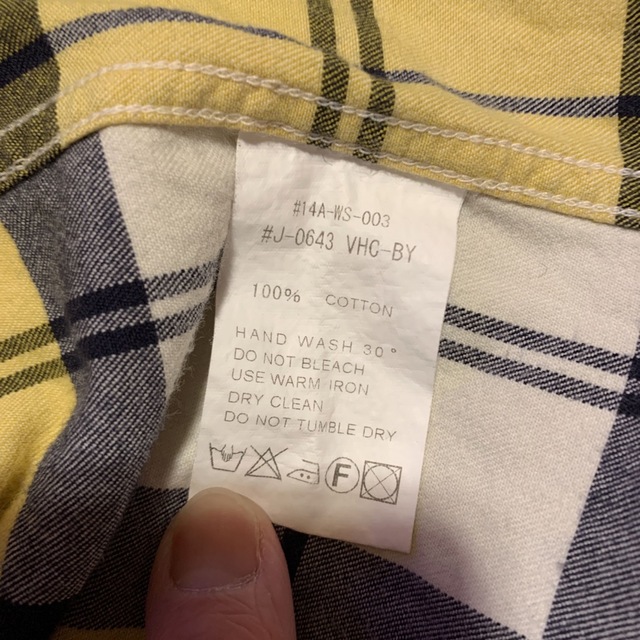 #14A-WS-003
#J-0643 VHC-BY
100% COTTON
HAND WASH 30°
DO NOT BLEACH
USE WARM IRON
DRY CLEAN
DO NOT TUMBLE DRY
F